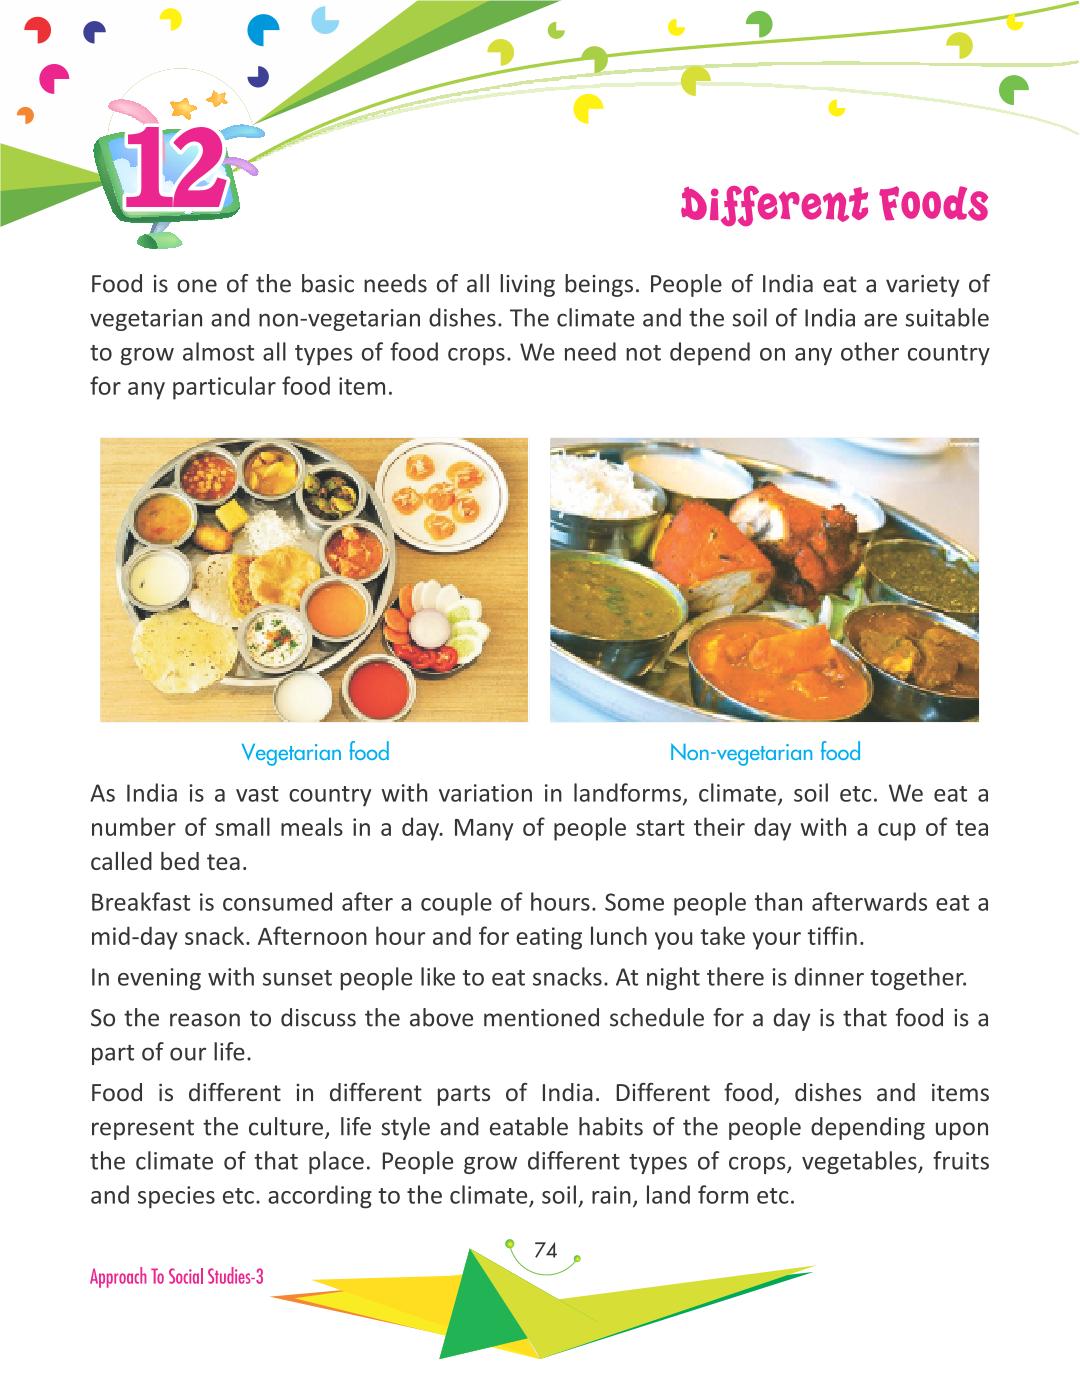 12
Different Foods
Food is one of the basic needs of all living beings. People of India eat a variety of
vegetarian and non-vegetarian dishes. The climate and the soil of India are suitable
to grow almost all types of food crops. We need not depend on any other country
for any particular food item.
Vegetarian food
Non-vegetarian food
As India is a vast country with variation in landforms, climate, soil etc. We eat a
number of small meals in a day. Many of people start their day with a cup of tea
called bed tea.
Breakfast is consumed after a couple of hours. Some people than afterwards eat a
mid-day snack. Afternoon hour and for eating lunch you take your tiffin.
In evening with sunset people like to eat snacks. At night there is dinner together.
So the reason to discuss the above mentioned schedule for a day is that food is a
part of our life.
Food is different in different parts of India. Different food, dishes and items
represent the culture, life style and eatable habits of the people depending upon
the climate of that place. People grow different types of crops, vegetables, fruits
and species etc. according to the climate, soil, rain, land form etc.
74
Approach To Social Studies-3